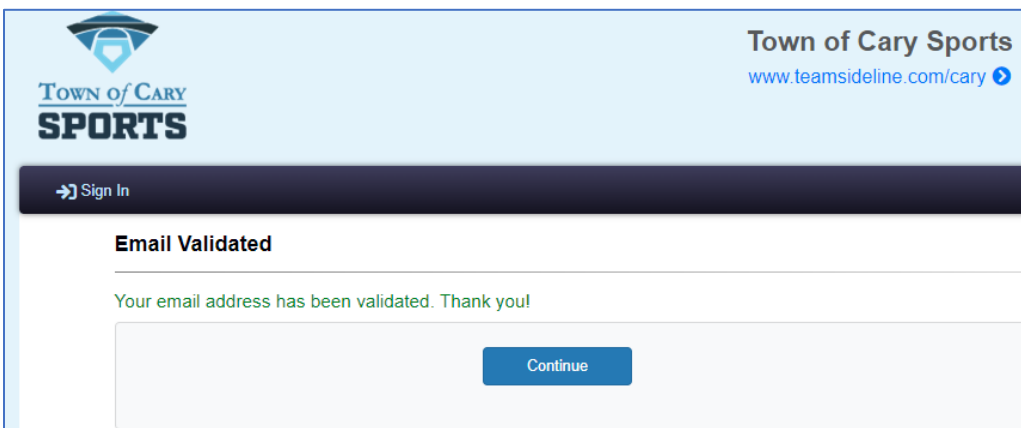 TOWN of CARY
SPORTS
Town of Cary Sports
www.teamsideline.com/cary
Sign In
Email Validated
Your email address has been validated. Thank you!
Continue